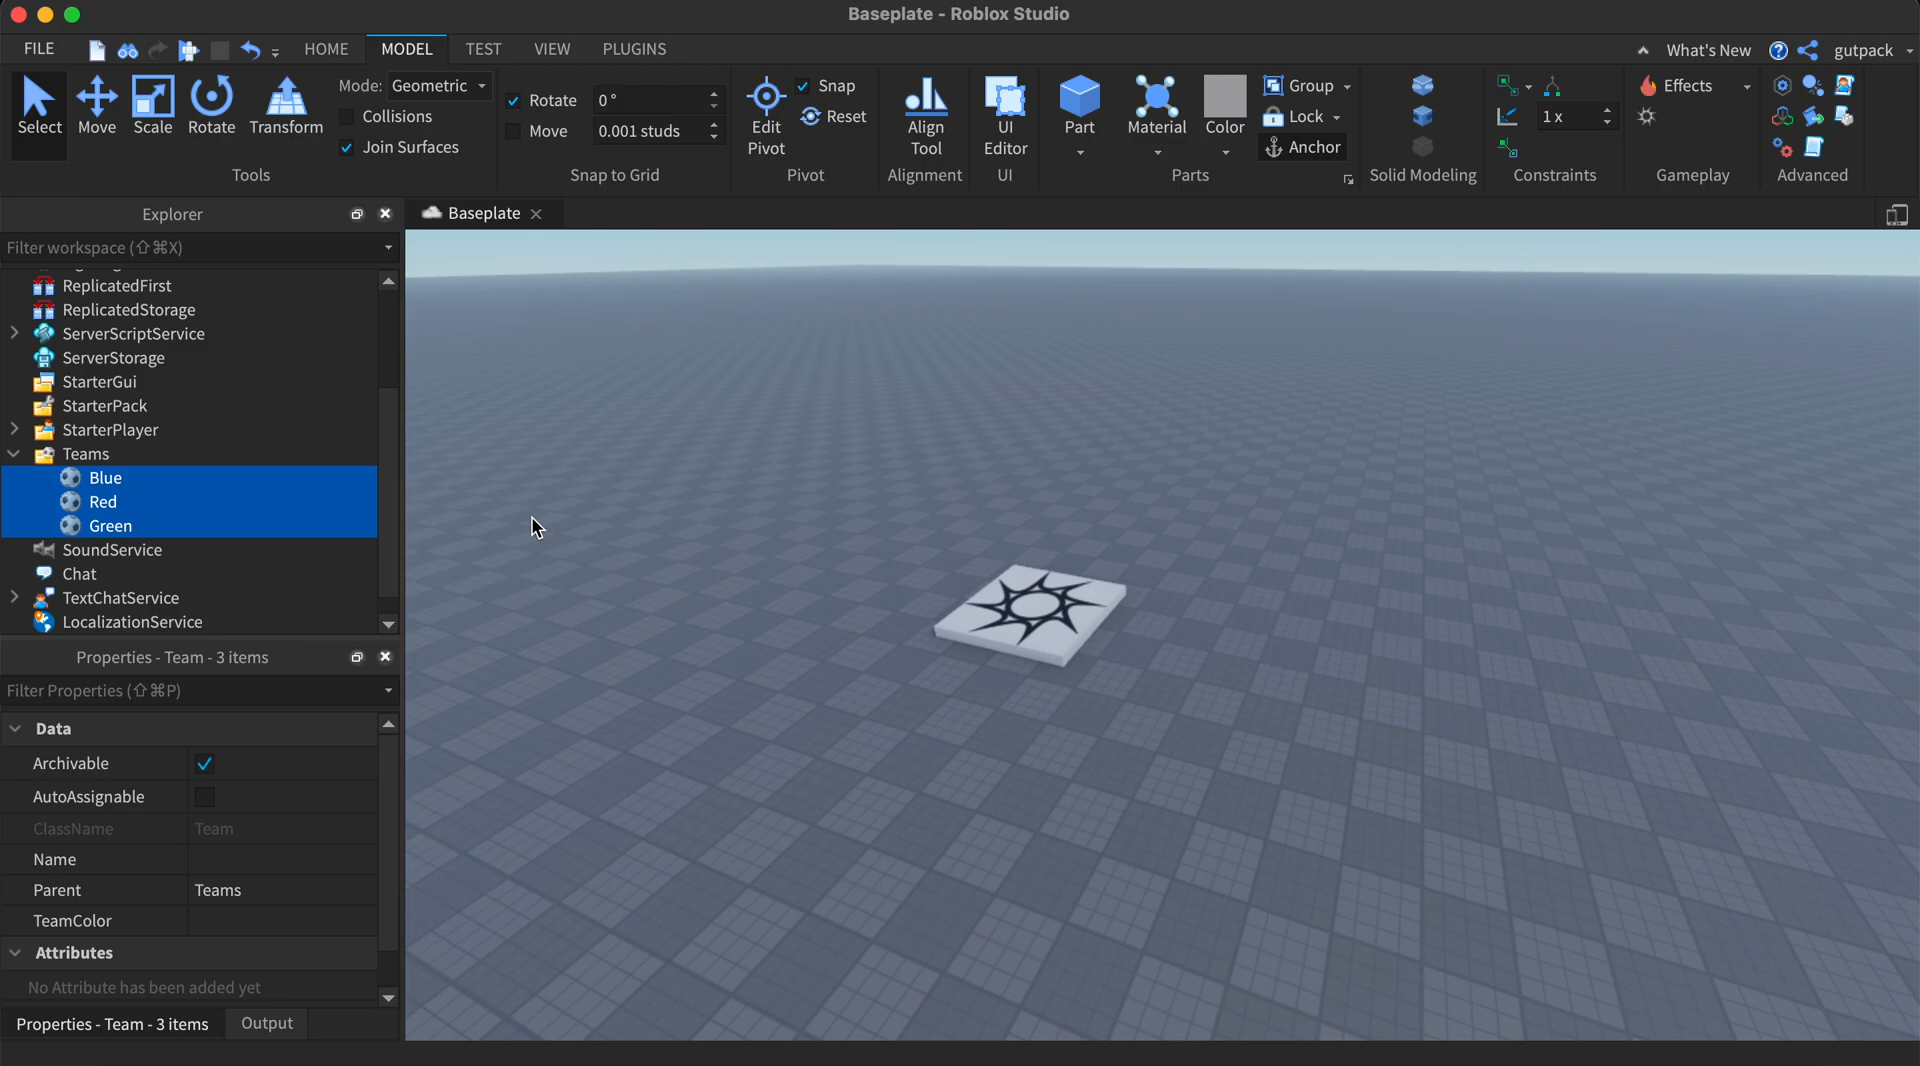 Baseplate - Roblox Studio
FILE
HOME
MODEL
TEST
VIEW
PLUGINS
What's New
gutpack
Select
Move
Scale
Rotate
Transform
Mode: Geometric
Collisions
Join Surfaces
Tools
Rotate 0 °
Move 0.001 studs
Snap to Grid
Edit
Pivot
Snap
Reset
Pivot
Align
Tool
Alignment
UI
Editor
UI
Part
Material
Color
Group
Lock
Anchor
Parts
Solid Modeling
1 x
Constraints
Effects
Gameplay
Advanced
Explorer
Baseplate
Filter workspace (⇧⌘X)
ReplicatedFirst
ReplicatedStorage
ServerScriptService
ServerStorage
StarterGui
StarterPack
StarterPlayer
Teams
Blue
Red
Green
SoundService
Chat
TextChatService
LocalizationService
Properties - Team - 3 items
Filter Properties (⇧⌘P)
Data
Archivable
AutoAssignable
ClassName Team
Name
Parent Teams
TeamColor
Attributes
No Attribute has been added yet
Properties - Team - 3 items
Output